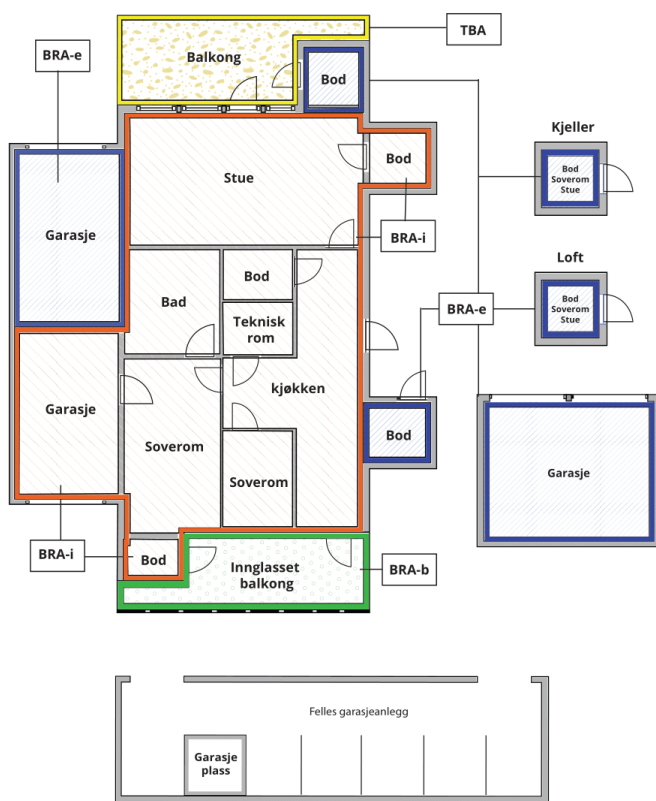 TBA
BRA-e
Balkong
Bod
Kjeller
Bod
Soverom
Stue
Bod
Stue
Garasje
BRA-i
Loft
Bod
Bad
Bod
Soverom
Stue
BRA-e
Teknisk
rom
kjøkken
Garasje
Bod
Soverom
Garasje
Soverom
BRA-i
Bod
Innglasset
balkong
BRA-b
Felles garasjeanlegg
Garasje
plass